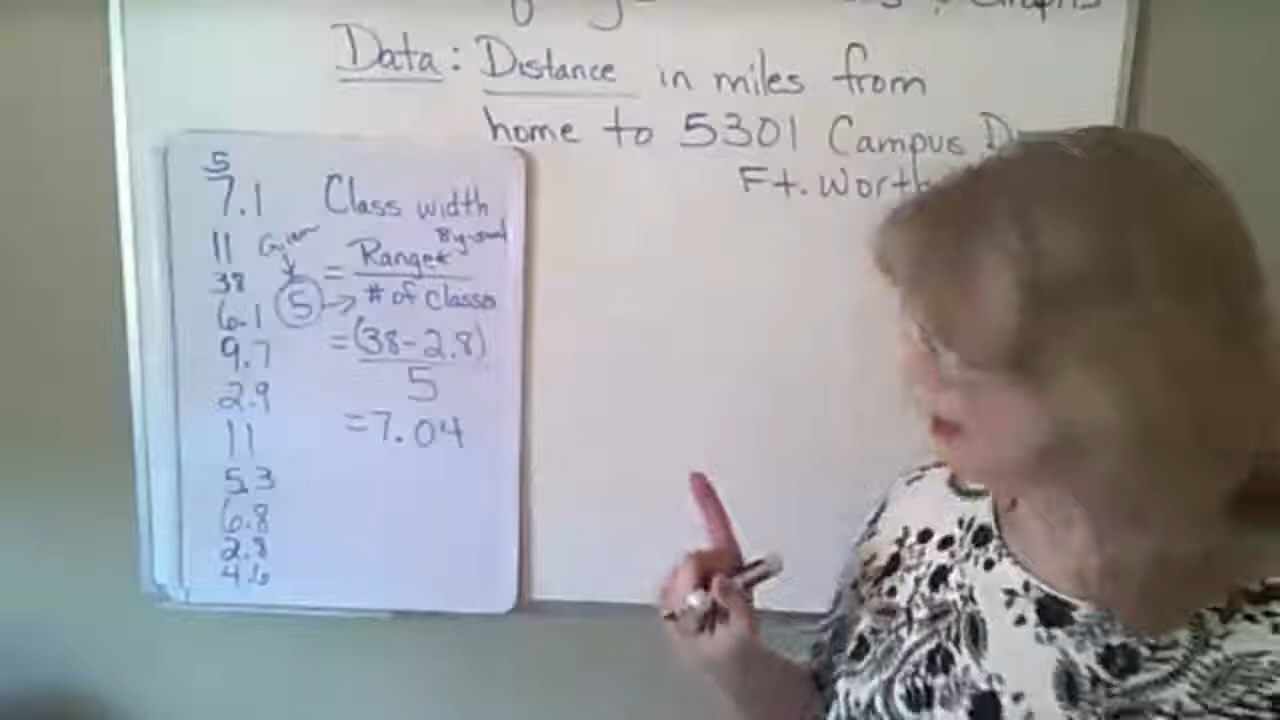 Graphs
Data: Distance in miles from
home to 5301 Campus D
Ft. Worth
5
7.1
11
38
6.1
9.7
2.9
11
5.3
6.8
2.8
4.6
Class width
Given
= Range
5 → # of Classes
= (38-2.8)
5
= 7.04